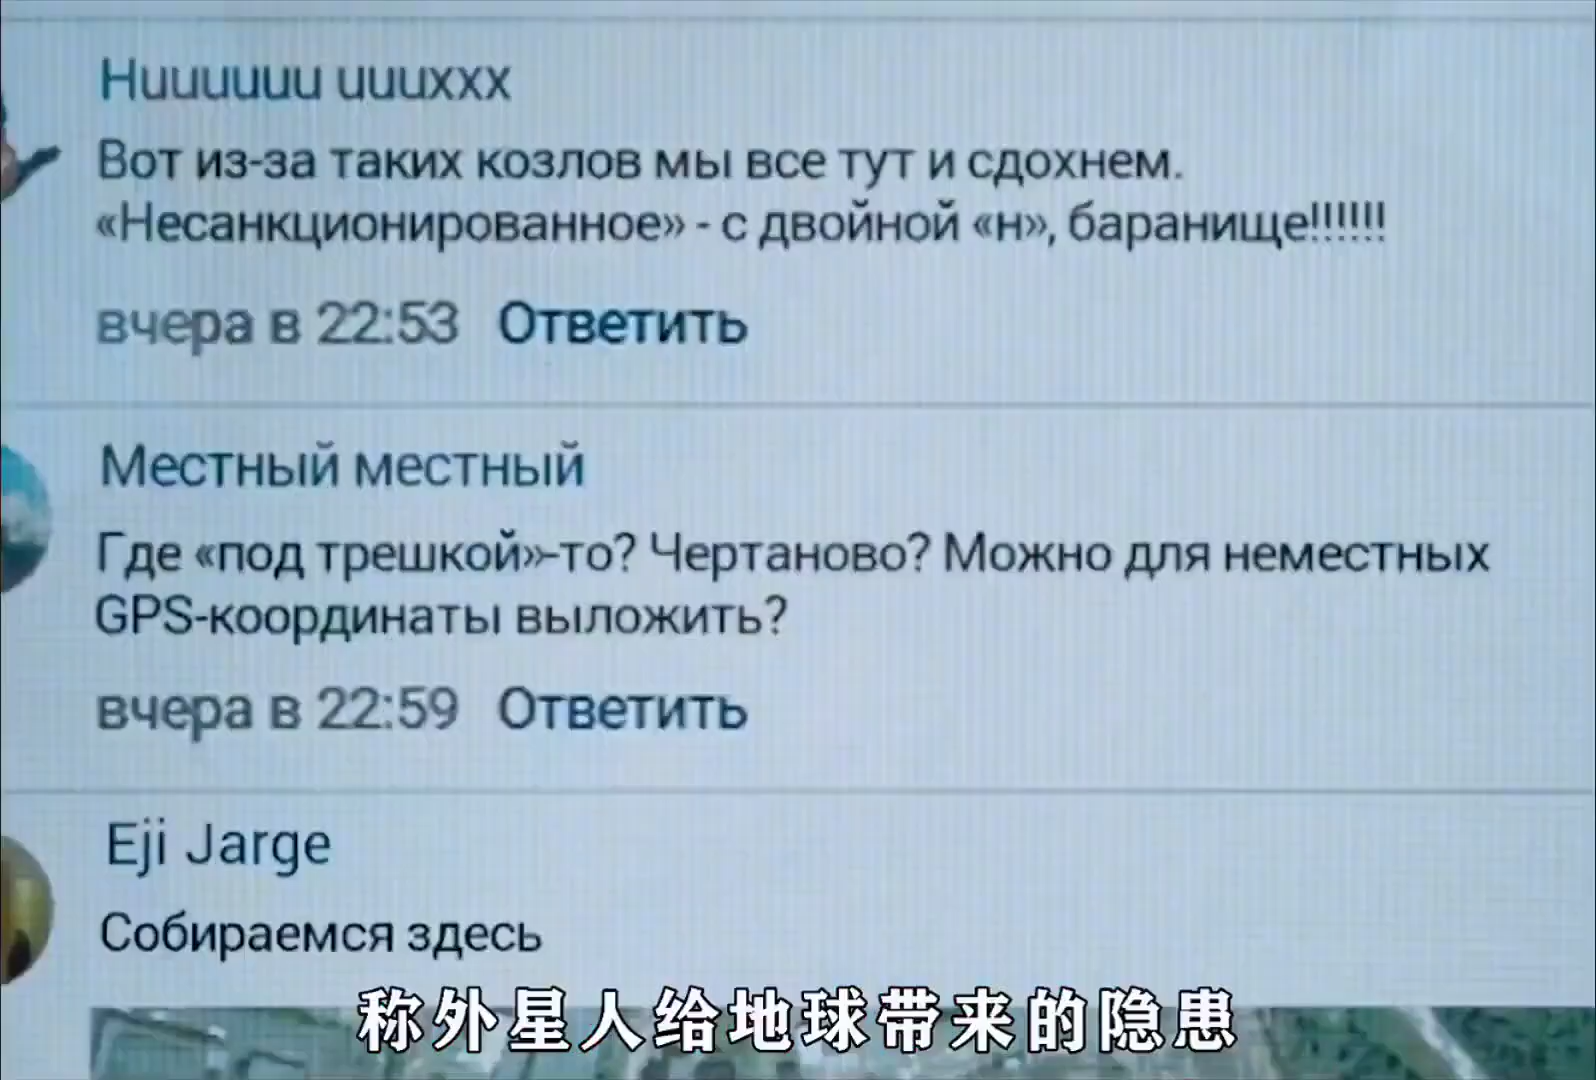 Ниииииии иииххх
Вот из-за таких козлов мы все тут и сдохнем.
«Несанкционированное» - с двойной «н», баранище!!!!!!
вчера в 22:53 Ответить
Местный местный
Где «под трешкой»-то? Чертаново? Можно для неместных
GPS-координаты выложить?
вчера в 22:59 Ответить
Eji Jarge
Собираемся здесь
称外星人给地球带来的隐患